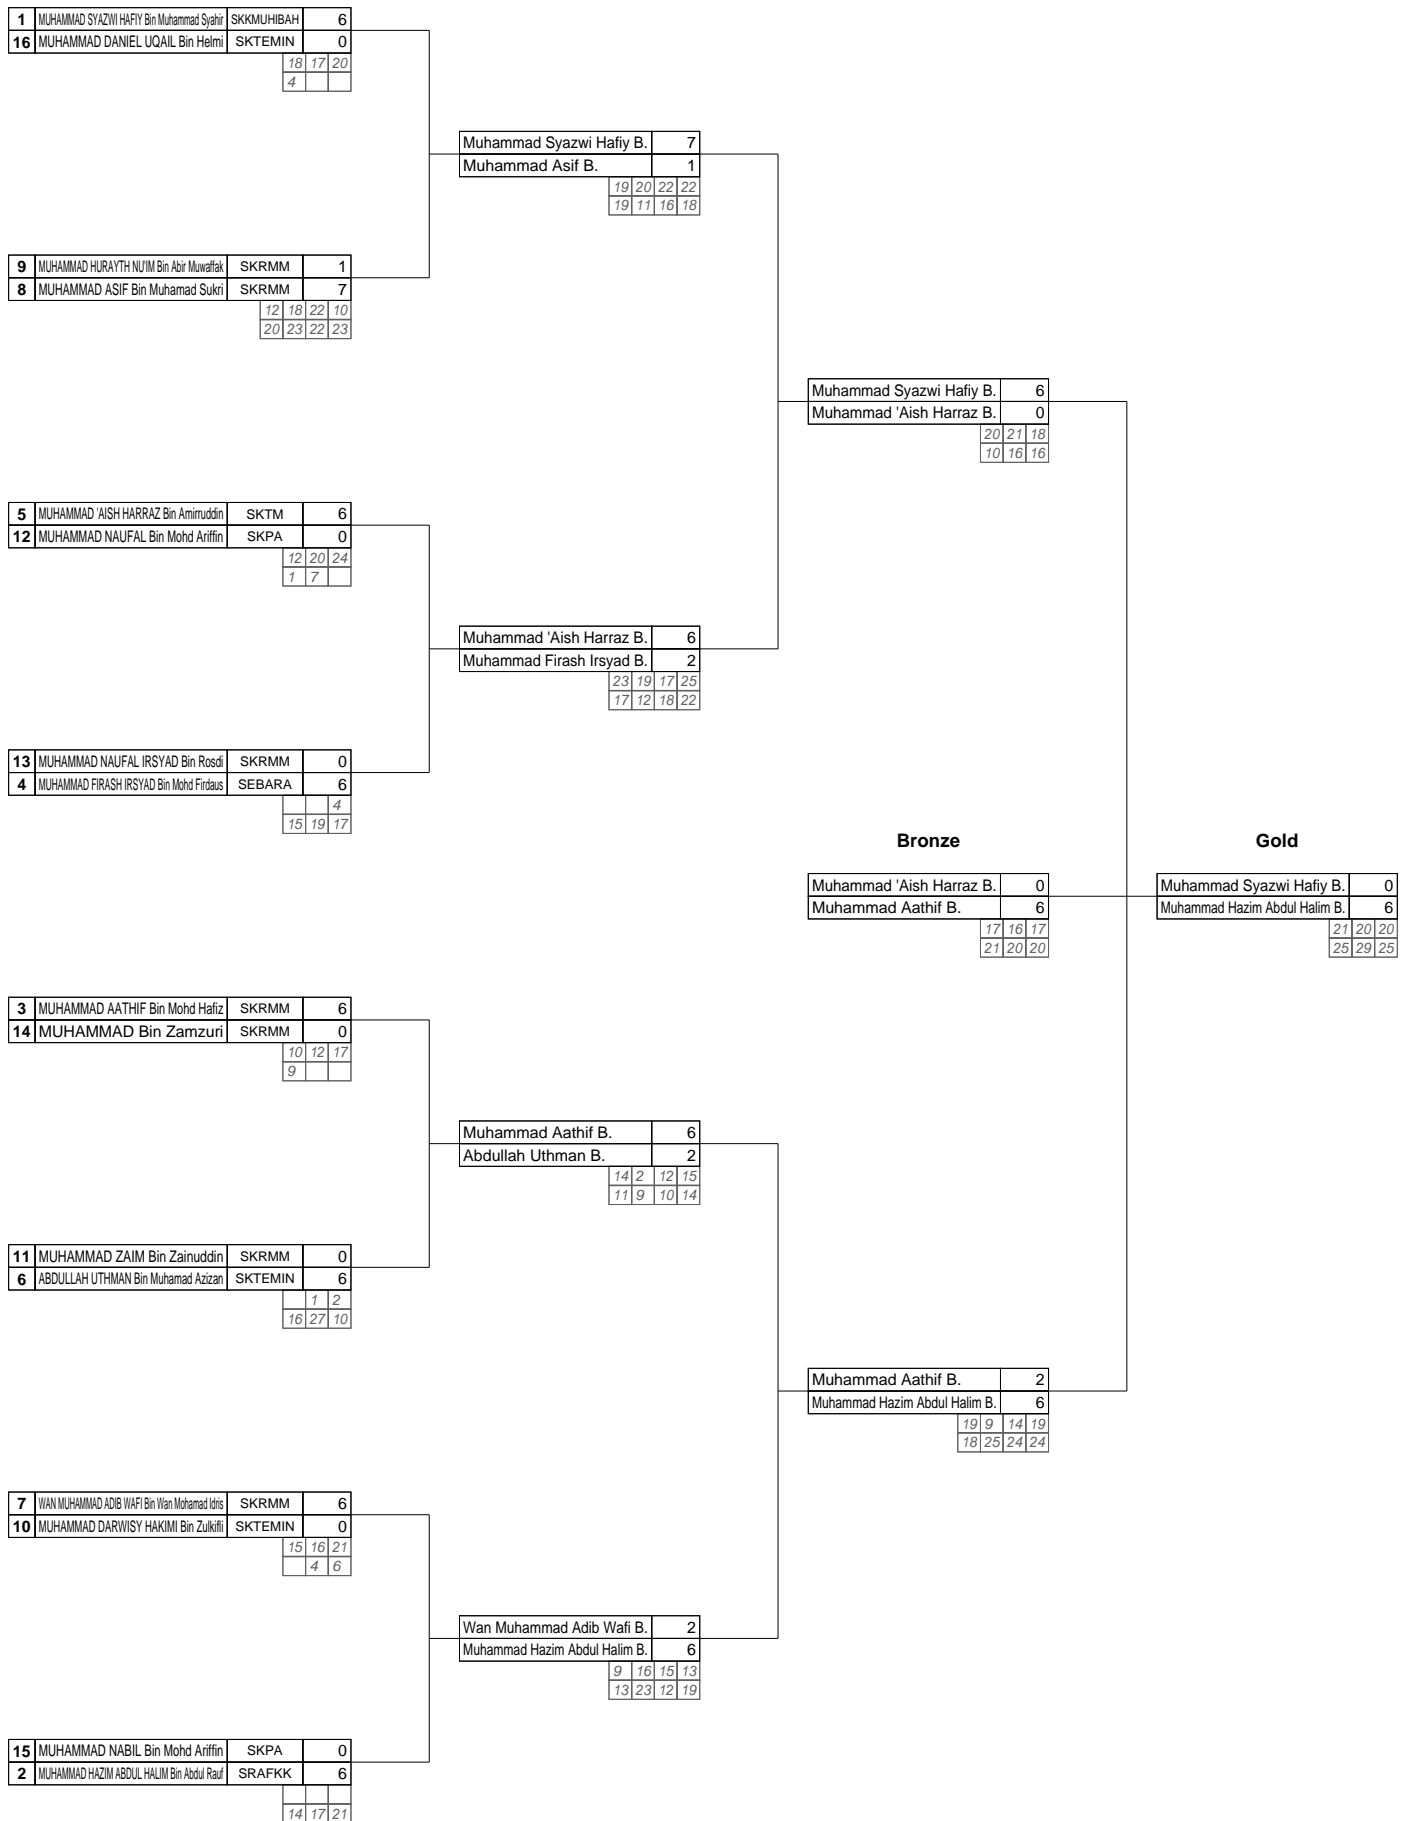 1 MUHAMMAD SYAZWI HAFIY Bin Muhammad Syahir SKKMUHIBAH 6
16 MUHAMMAD DANIEL UQAIL Bin Helmi SKTEMIN 0
18 17 20
4
Muhammad Syazwi Hafiy B. 7
Muhammad Asif B. 1
19 20 22 22
19 11 16 18
9 MUHAMMAD HURAYTH NU'IM Bin Abir Muwaffak SKRMM 1
8 MUHAMMAD ASIF Bin Muhamad Sukri SKRMM 7
12 18 22 10
20 23 22 23
Muhammad Syazwi Hafiy B. 6
Muhammad 'Aish Harraz B. 0
20 21 18
10 16 16
5 MUHAMMAD 'AISH HARRAZ Bin Amirruddin SKTM 6
12 MUHAMMAD NAUFAL Bin Mohd Ariffin SKPA 0
12 20 24
1 7
Muhammad 'Aish Harraz B. 6
Muhammad Firash Irsyad B. 2
23 19 17 25
17 12 18 22
13 MUHAMMAD NAUFAL IRSYAD Bin Rosdi SKRMM 0
4 MUHAMMAD FIRASH IRSYAD Bin Mohd Firdaus SEBARA 6
4
15 19 17
Bronze Gold
Muhammad 'Aish Harraz B. 0 Muhammad Syazwi Hafiy B. 0
Muhammad Aathif B. 6 Muhammad Hazim Abdul Halim B. 6
17 16 17 21 20 20
21 20 20 25 29 25
3 MUHAMMAD AATHIF Bin Mohd Hafiz SKRMM 6
14 MUHAMMAD Bin Zamzuri SKRMM 0
10 12 17
9
Muhammad Aathif B. 6
Abdullah Uthman B. 2
14 2 12 15
11 9 10 14
11 MUHAMMAD ZAIM Bin Zainuddin SKRMM 0
6 ABDULLAH UTHMAN Bin Muhamad Azizan SKTEMIN 6
1 2
16 27 10
Muhammad Aathif B. 2
Muhammad Hazim Abdul Halim B. 6
19 9 14 19
18 25 24 24
7 WAN MUHAMMAD ADIB WAFI Bin Wan Mohamad Idris SKRMM 6
10 MUHAMMAD DARWISY HAKIMI Bin Zulkifli SKTEMIN 0
15 16 21
4 6
Wan Muhammad Adib Wafi B. 2
Muhammad Hazim Abdul Halim B. 6
9 16 15 13
13 23 12 19
15 MUHAMMAD NABIL Bin Mohd Ariffin SKPA 0
2 MUHAMMAD HAZIM ABDUL HALIM Bin Abdul Rauf SRAFKK 6
14 17 21